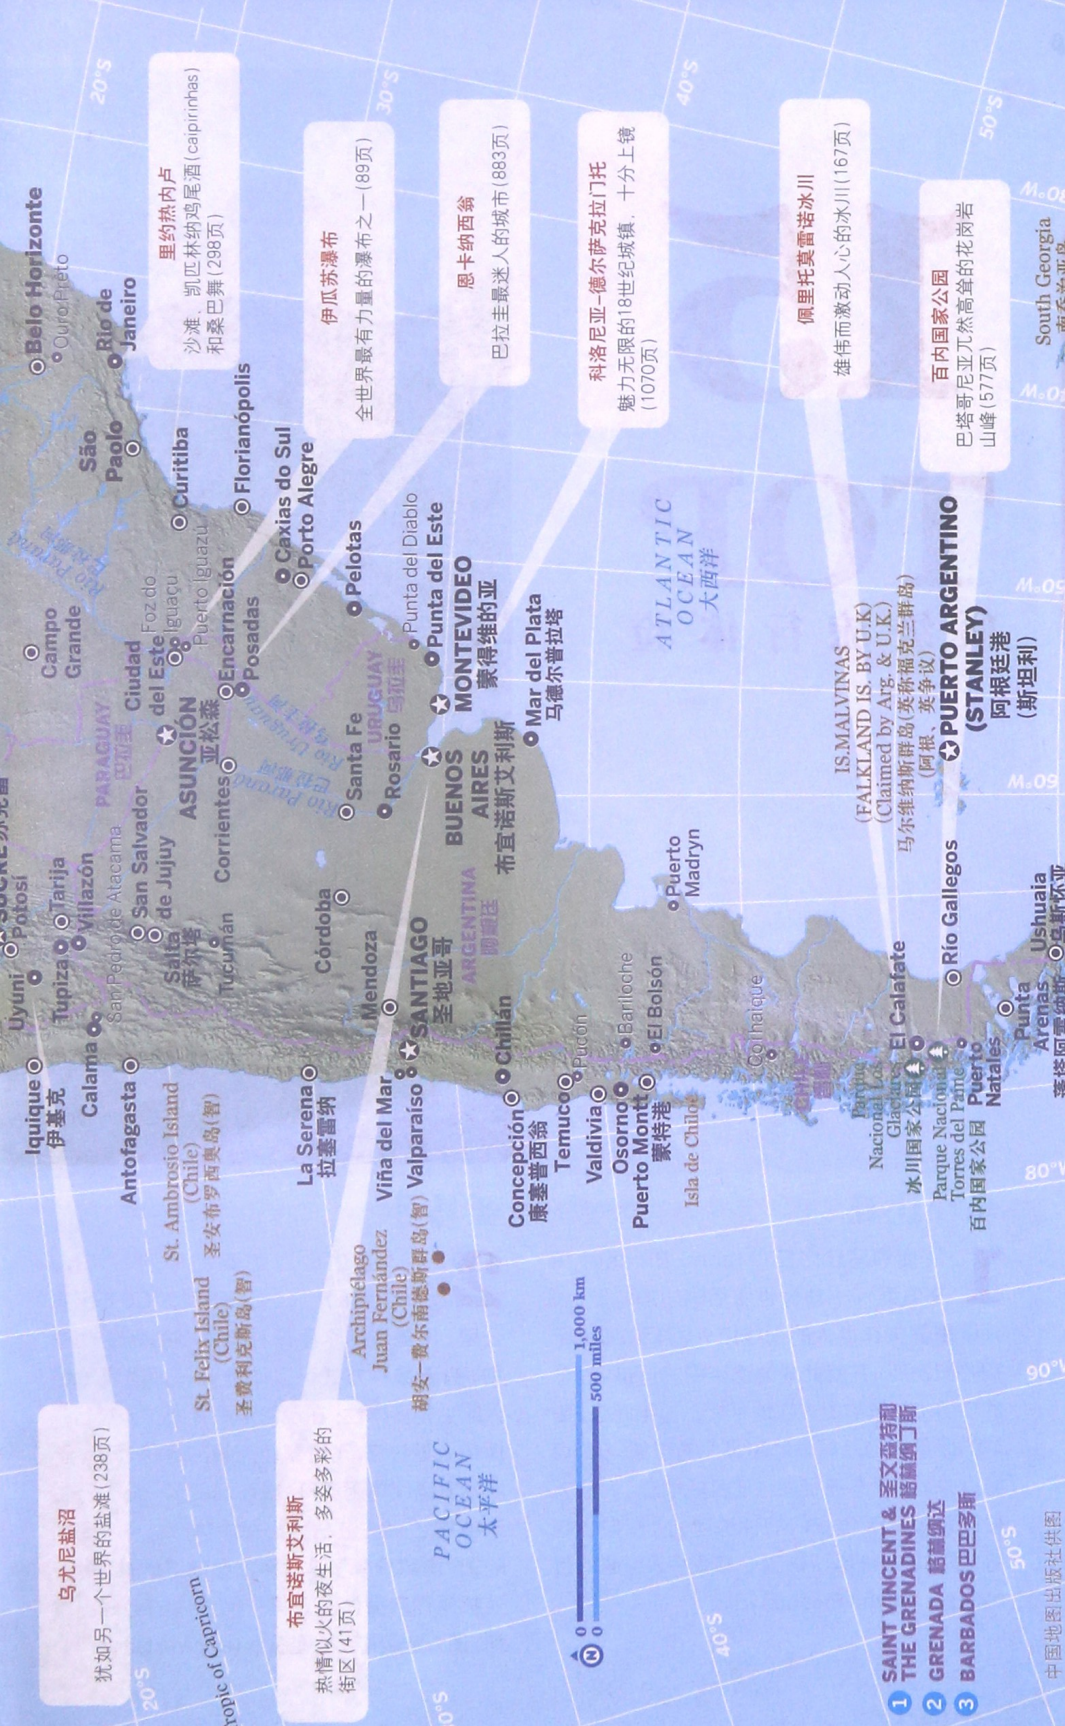 里约热内卢
沙滩、凯匹林纳鸡尾酒(caipirinhas)
和桑巴舞(298页)
伊瓜苏瀑布
全世界最有力量的瀑布之一(89页)
恩卡纳西翁
巴拉圭最迷人的城市(883页)
科洛尼亚-德尔萨克拉门托
魅力无限的18世纪城镇，十分上镜
(1070页)
佩里托莫雷诺冰川
雄伟而激动人心的冰川(167页)
百内国家公园
巴塔哥尼亚兀然高耸的花岗岩
山峰(577页)
乌尤尼盐沼
犹如另一个世界的盐滩(238页)
布宜诺斯艾利斯
热情似火的夜生活，多姿多彩的
街区(41页)
20°S
30°S
40°S
50°S
Belo Horizonte
Ouro Preto
Rio de
Janeiro
São
Paolo
Curitiba
Florianópolis
Caxias do Sul
Porto Alegre
Pelotas
Punta del Diablo
Punta del Este
MONTEVIDEO
蒙得维的亚
Mar del Plata
马德尔普拉塔
Campo
Grande
Foz do
Iguaçu
Puerto Iguazú
Ciudad
del Este
Encarnación
Posadas
PARAGUAY
巴拉圭
ASUNCIÓN
亚松森
Corrientes
URUGUAY
乌拉圭
Santa Fe
Rosario
BUENOS
AIRES
布宜诺斯艾利斯
Potosí
Uyuni
Tarija
Tupiza
Villazón
San Pedro de Atacama
San Salvador
de Jujuy
Salta
萨尔塔
Tucumán
Calama
Iquique
伊基克
Antofagasta
Córdoba
Mendoza
SANTIAGO
圣地亚哥
ARGENTINA
阿根廷
La Serena
拉塞雷纳
Viña del Mar
Valparaíso
Chillán
Concepción
康塞普西翁
Temuco
Pucón
Valdivia
Osorno
Puerto Montt
蒙特港
Bariloche
El Bolsón
Isla de Chiloé
Puerto
Madryn
Coihaique
CHILE
智利
El Calafate
Parque
Nacional Los
Glaciares
冰川国家公园
Parque Nacional
Torres del Paine
百内国家公园
Puerto
Natales
Río Gallegos
Punta
Arenas
Ushuaia
乌斯怀亚
ATLANTIC
OCEAN
大西洋
IS.MALVINAS
(FALKLAND IS. BY U.K)
(Claimed by Arg. & U.K.)
马尔维纳斯群岛(英称福克兰群岛)
(阿根、英争议)
PUERTO ARGENTINO
(STANLEY)
阿根廷港
(斯坦利)
South Georgia
St. Ambrosio Island
(Chile)
圣安布罗西奥岛(智)
St. Felix Island
(Chile)
圣费利克斯岛(智)
Archipiélago
Juan Fernández
(Chile)
胡安-费尔南德斯群岛(智)
PACIFIC
OCEAN
太平洋
Tropic of Capricorn
20°S
40°S
50°S
60°W
80°W
90°W
N
0 1,000 km
0 500 miles
1 SAINT VINCENT & 圣文森特和
THE GRENADINES 格林纳丁斯
2 GRENADA 格林纳达
3 BARBADOS 巴巴多斯
中国地图出版社供图